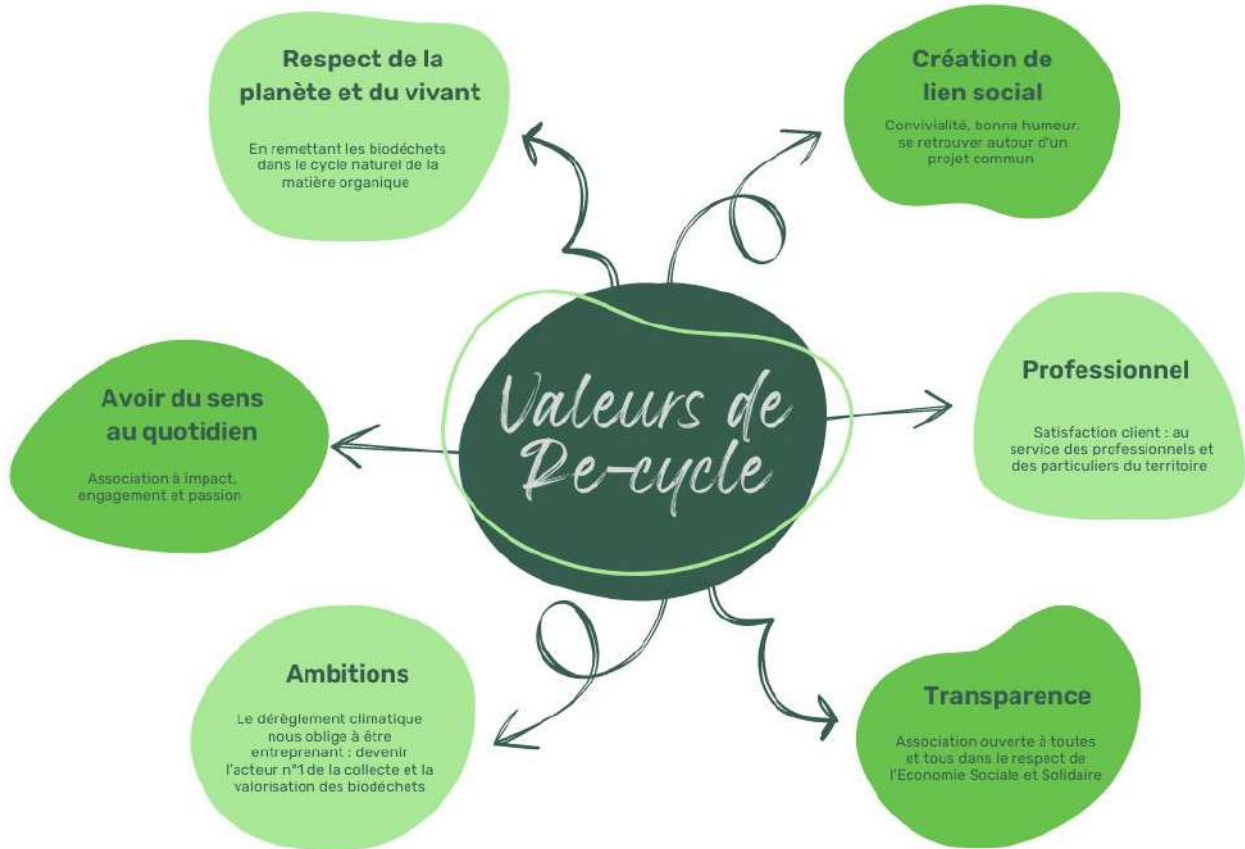 Respect de la
planète et du vivant
En remettant les biodéchets
dans le cycle naturel de la
matière organique
Création de
lien social
Convivialité, bonne humeur,
se retrouver autour d'un
projet commun
Valeurs de
Re-cycle
Avoir du sens
au quotidien
Association à impact,
engagement et passion
Professionnel
Satisfaction client : au
service des professionnels et
des particuliers du territoire
Ambitions
Le dérèglement climatique
nous oblige à être
entreprenant : devenir
l'acteur n°1 de la collecte et la
valorisation des biodéchets
Transparence
Association ouverte à toutes
et tous dans le respect de
l'Economie Sociale et Solidaire